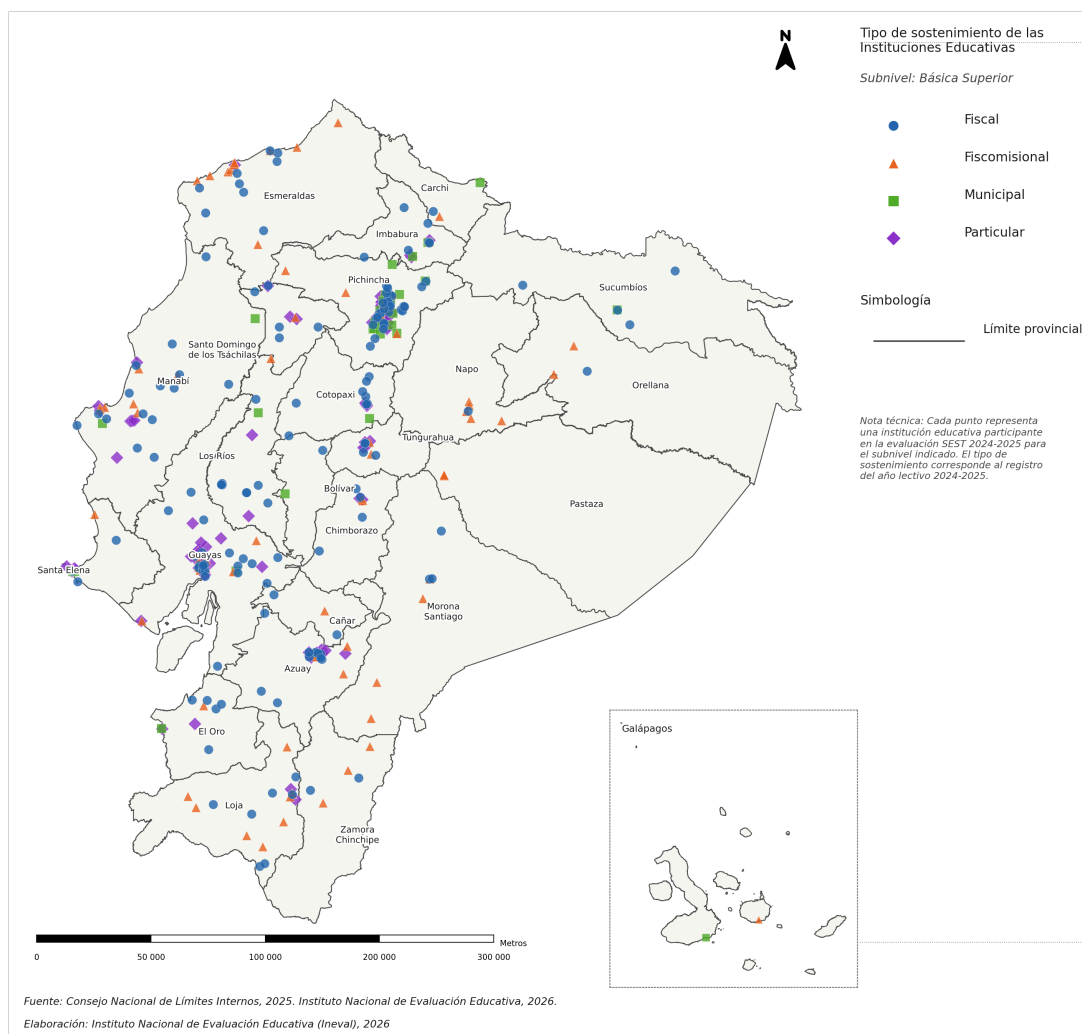 N
Tipo de sostenimiento de las
Instituciones Educativas
Subnivel: Básica Superior
Fiscal
Fiscomisional
Municipal
Particular
Simbología
Límite provincial
Nota técnica: Cada punto representa
una institución educativa participante
en la evaluación SEST 2024-2025 para
el subnivel indicado. El tipo de
sostenimiento corresponde al registro
del año lectivo 2024-2025.
Esmeraldas
Carchi
Imbabura
Pichincha
Sucumbíos
Santo Domingo
de los Tsáchilas
Manabí
Napo
Orellana
Cotopaxi
Tungurahua
Los Ríos
Bolívar
Pastaza
Chimborazo
Guayas
Santa Elena
Morona
Santiago
Cañar
Azuay
El Oro
Loja
Zamora
Chinchipe
Galápagos
Metros
0
50 000
100 000
200 000
300 000
Fuente: Consejo Nacional de Límites Internos, 2025. Instituto Nacional de Evaluación Educativa, 2026.
Elaboración: Instituto Nacional de Evaluación Educativa (Ineval), 2026